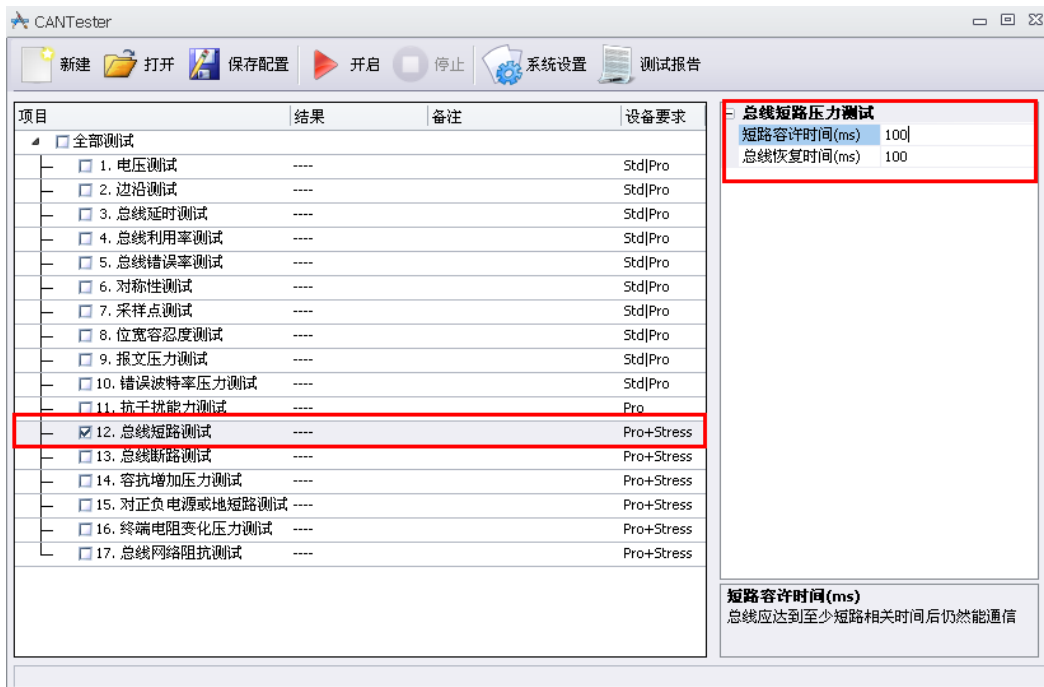 CANTester
新建 打开 保存配置 开启 停止 系统设置 测试报告
项目 结果 备注 设备要求
全部测试
1. 电压测试 ---- Std|Pro
2. 边沿测试 ---- Std|Pro
3. 总线延时测试 ---- Std|Pro
4. 总线利用率测试 ---- Std|Pro
5. 总线错误率测试 ---- Std|Pro
6. 对称性测试 ---- Std|Pro
7. 采样点测试 ---- Std|Pro
8. 位宽容忍度测试 ---- Std|Pro
9. 报文压力测试 ---- Std|Pro
10. 错误波特率压力测试 ---- Std|Pro
11. 抗干扰能力测试 ---- Pro
12. 总线短路测试 ---- Pro+Stress
13. 总线断路测试 ---- Pro+Stress
14. 容抗增加压力测试 ---- Pro+Stress
15. 对正负电源或地短路测试 ---- Pro+Stress
16. 终端电阻变化压力测试 ---- Pro+Stress
17. 总线网络阻抗测试 ---- Pro+Stress
总线短路压力测试
短路容许时间(ms) 100
总线恢复时间(ms) 100
短路容许时间(ms)
总线应达到至少短路相关时间后仍然能通信